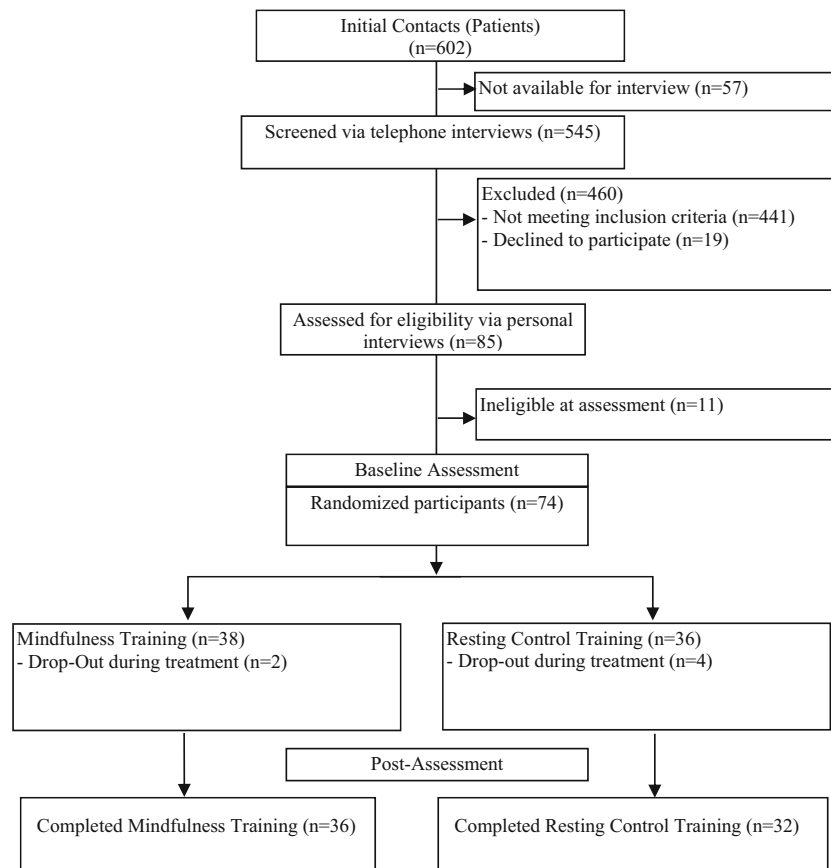 Initial Contacts (Patients)
(n=602)
Not available for interview (n=57)
Screened via telephone interviews (n=545)
Excluded (n=460)
- Not meeting inclusion criteria (n=441)
- Declined to participate (n=19)
Assessed for eligibility via personal
interviews (n=85)
Ineligible at assessment (n=11)
Baseline Assessment
Randomized participants (n=74)
Mindfulness Training (n=38)
- Drop-Out during treatment (n=2)
Resting Control Training (n=36)
- Drop-out during treatment (n=4)
Post-Assessment
Completed Mindfulness Training (n=36)
Completed Resting Control Training (n=32)